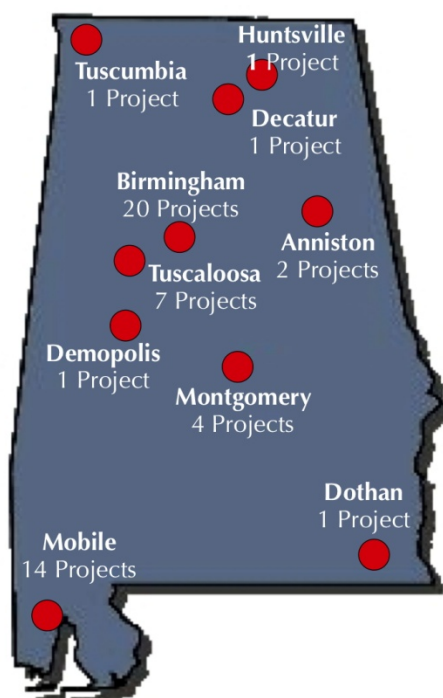 Huntsville
1 Project
Tuscumbia
1 Project
Decatur
1 Project
Birmingham
20 Projects
Anniston
2 Projects
Tuscaloosa
7 Projects
Demopolis
1 Project
Montgomery
4 Projects
Dothan
1 Project
Mobile
14 Projects